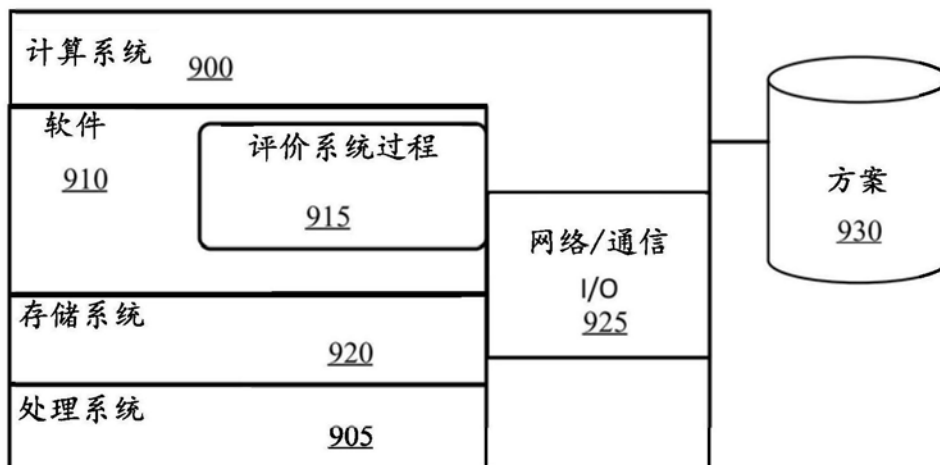 计算系统 900
软件
910
评价系统过程
915
网络/通信
I/O
925
方案
930
存储系统
920
处理系统
905